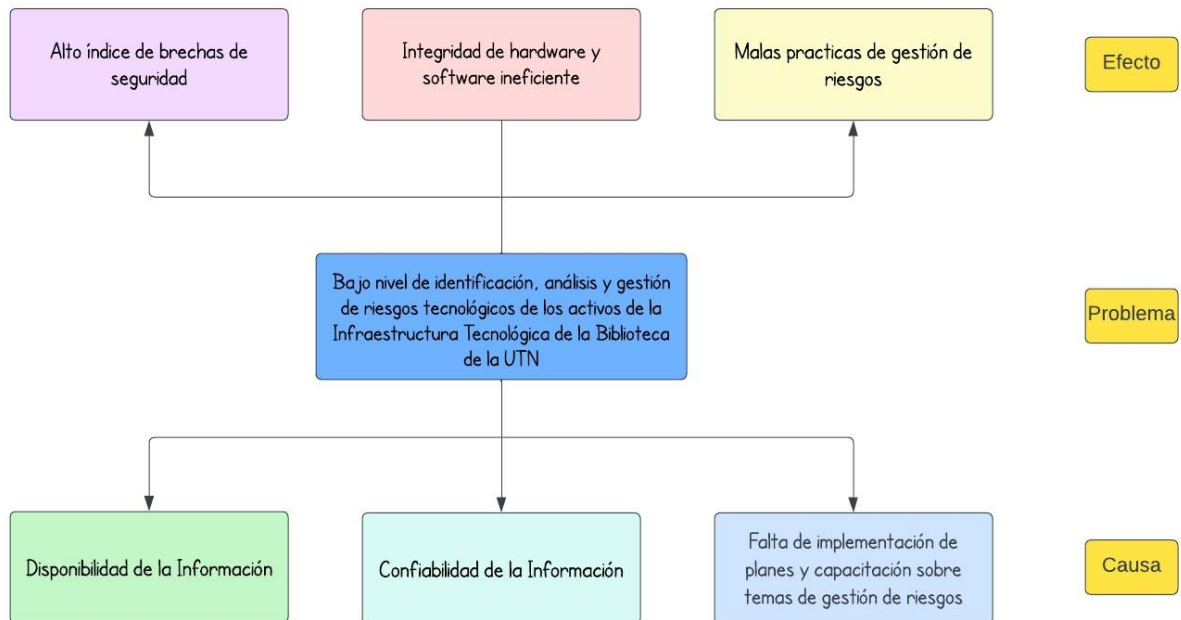 Alto índice de brechas de
seguridad
Integridad de hardware y
software ineficiente
Malas practicas de gestión de
riesgos
Efecto
Bajo nivel de identificación, análisis y gestión
de riesgos tecnológicos de los activos de la
Infraestructura Tecnológica de la Biblioteca
de la UTN
Problema
Disponibilidad de la Información
Confiabilidad de la Información
Falta de implementación de
planes y capacitación sobre
temas de gestión de riesgos
Causa